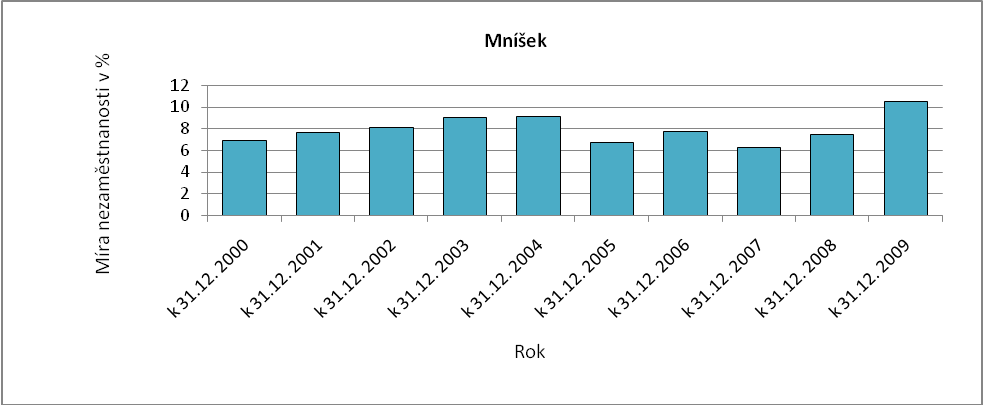 Mníšek
Míra nezaměstnanosti v %
12
10
8
6
4
2
0
k 31.12. 2000
k 31.12. 2001
k 31.12. 2002
k 31.12. 2003
k 31.12. 2004
k 31.12. 2005
k 31.12. 2006
k 31.12. 2007
k 31.12. 2008
k 31.12. 2009
Rok